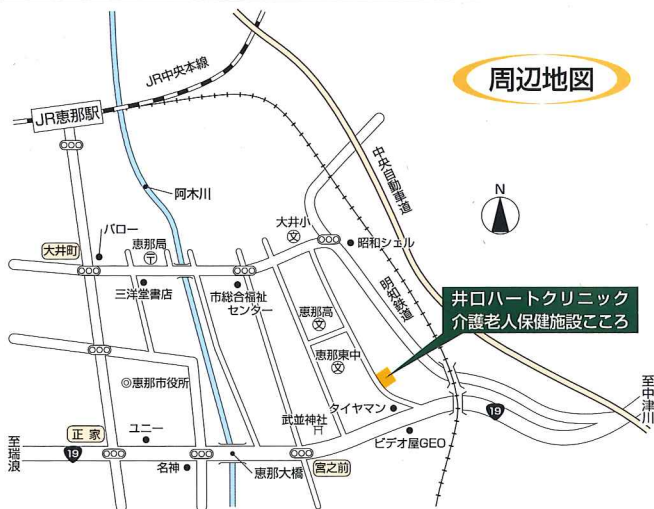 周辺地図
JR中央本線
JR恵那駅
中央自動車道
阿木川
N
大井小
文
昭和シェル
バロー
恵那局
〒
大井町
明知鉄道
三洋堂書店
市総合福祉
センター
井口ハートクリニック
介護老人保健施設こころ
恵那高
文
恵那東中
文
◎恵那市役所
タイヤマン
至中津川
19
武並神社
ビデオ屋GEO
正家
ユニー
至瑞浪
19
名神
恵那大橋
宮之前